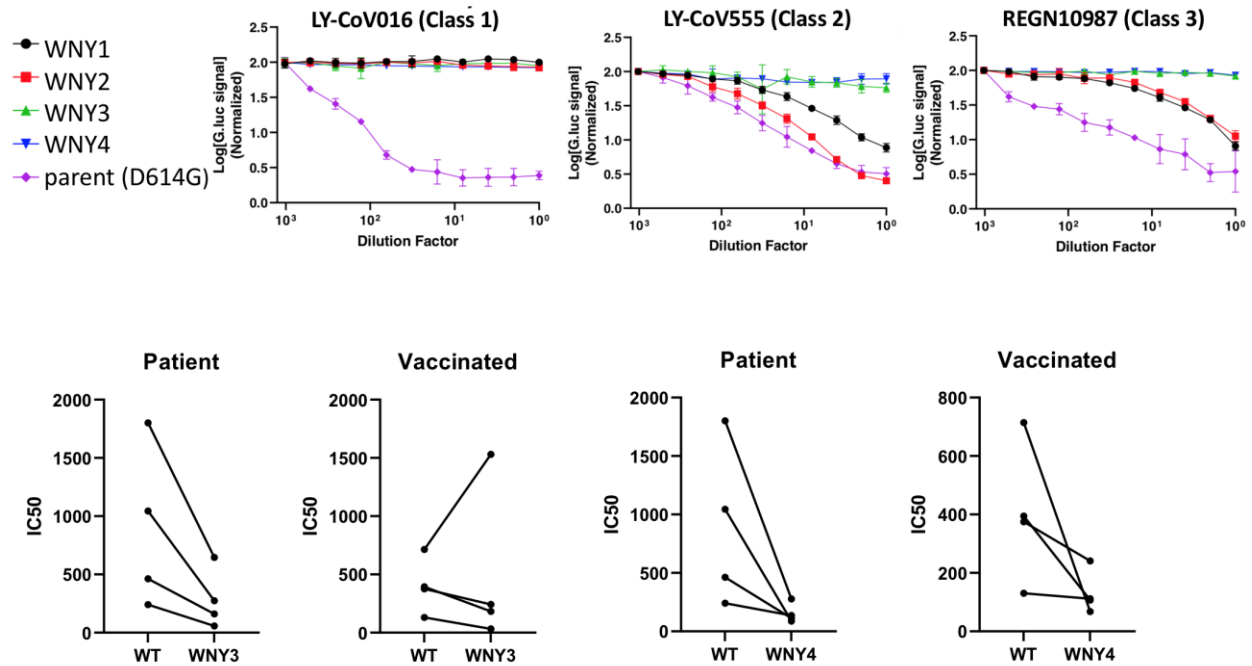 WNY1
WNY2
WNY3
WNY4
parent (D614G)
LY-CoV016 (Class 1)
Log[G.luc signal]
(Normalized)
2.5
2.0
1.5
1.0
0.5
0.0
10³ 10² 10¹ 10⁰
Dilution Factor
LY-CoV555 (Class 2)
Log[G.luc signal]
(Normalized)
2.5
2.0
1.5
1.0
0.5
0.0
10³ 10² 10¹ 10⁰
Dilution Factor
REGN10987 (Class 3)
Log[G.luc signal]
(Normalized)
2.5
2.0
1.5
1.0
0.5
0.0
10³ 10² 10¹ 10⁰
Dilution Factor
Patient
IC50
2000
1500
1000
500
0
WT WNY3
Vaccinated
IC50
2000
1500
1000
500
0
WT WNY3
Patient
IC50
2000
1500
1000
500
0
WT WNY4
Vaccinated
IC50
800
600
400
200
0
WT WNY4